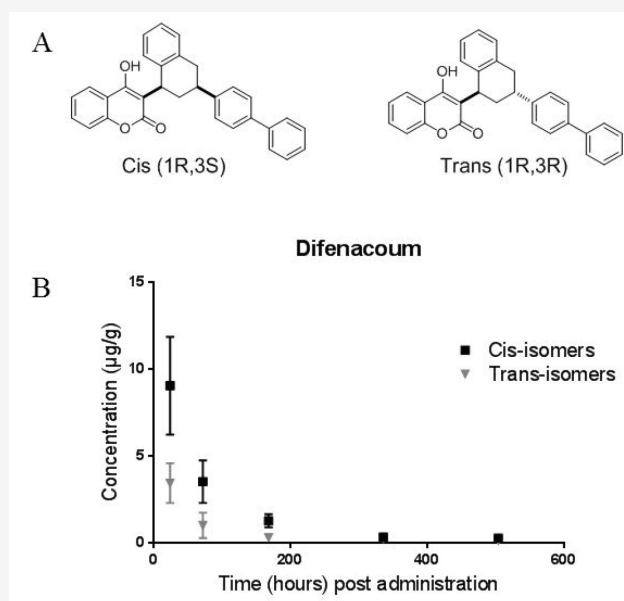 A
OH
O
O
Cis (1R,3S)
OH
O
O
Trans (1R,3R)
B
Difenacoum
15
10
5
0
Concentration (µg/g)
Cis-isomers
Trans-isomers
0 200 400 600
Time (hours) post administration